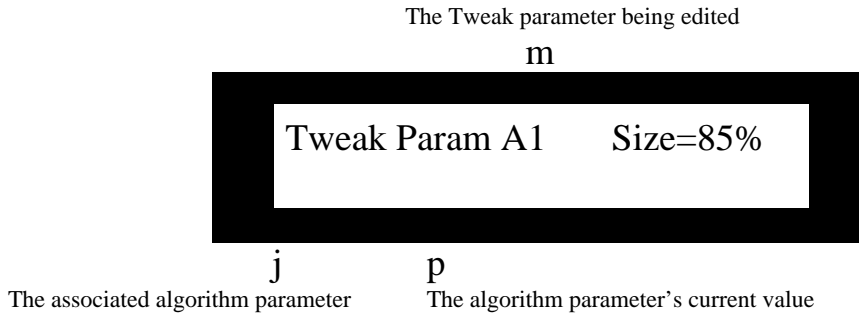 The Tweak parameter being edited
m
Tweak Param A1 Size=85%
j p
The associated algorithm parameter The algorithm parameter’s current value